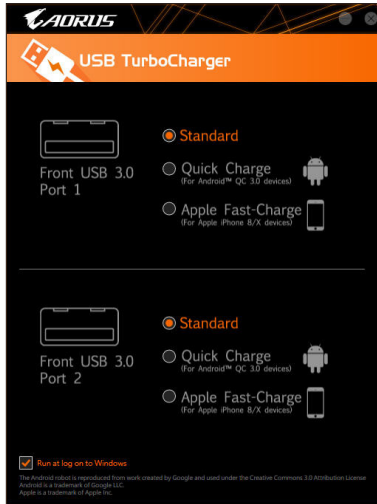 AORUS
USB TurboCharger
Front USB 3.0
Port 1
Standard
Quick Charge
(For Android™ QC 3.0 devices)
Apple Fast-Charge
(For Apple iPhone 8/X devices)
Front USB 3.0
Port 2
Standard
Quick Charge
(For Android™ QC 3.0 devices)
Apple Fast-Charge
(For Apple iPhone 8/X devices)
Run at log on to Windows
The Android robot is reproduced from work created by Google and used under the Creative Commons 3.0 Attribution License
Android is a trademark of Google LLC.
Apple is a trademark of Apple Inc.